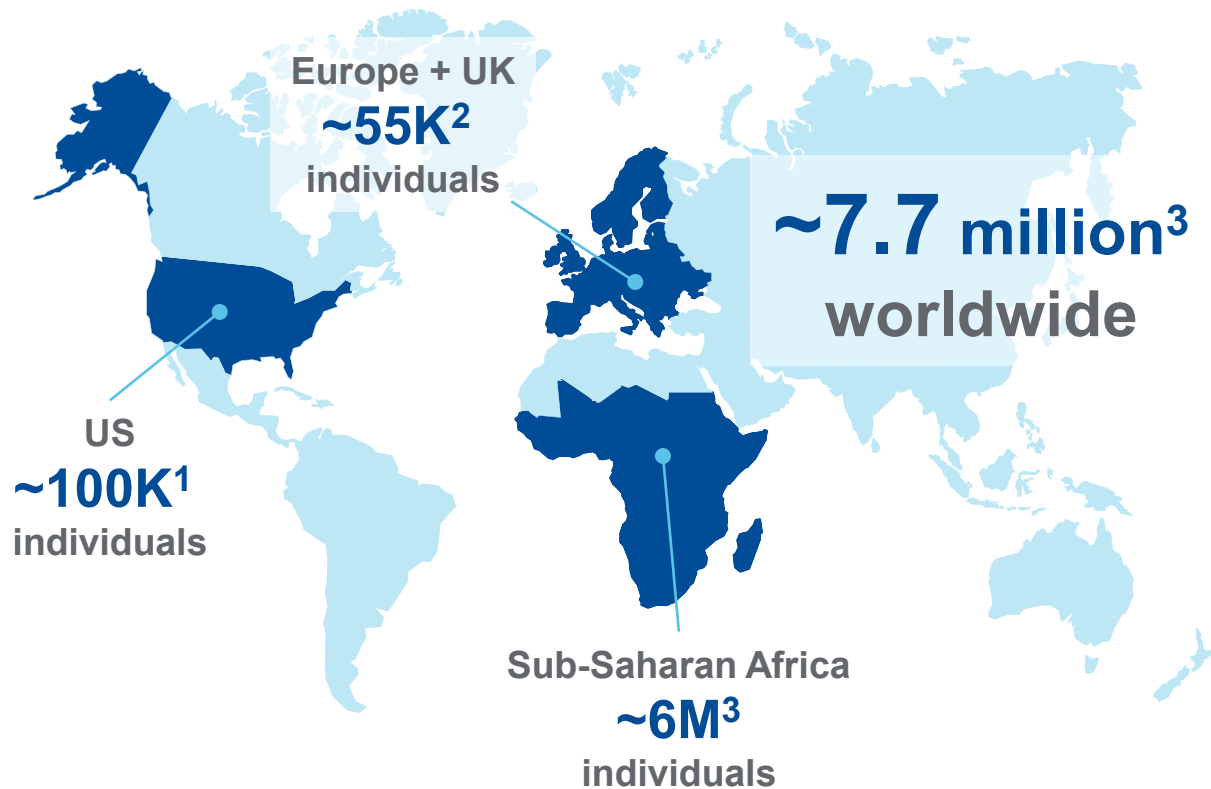 Europe + UK
~55K²
individuals
~7.7 million³
worldwide
US
~100K¹
individuals
Sub-Saharan Africa
~6M³
individuals